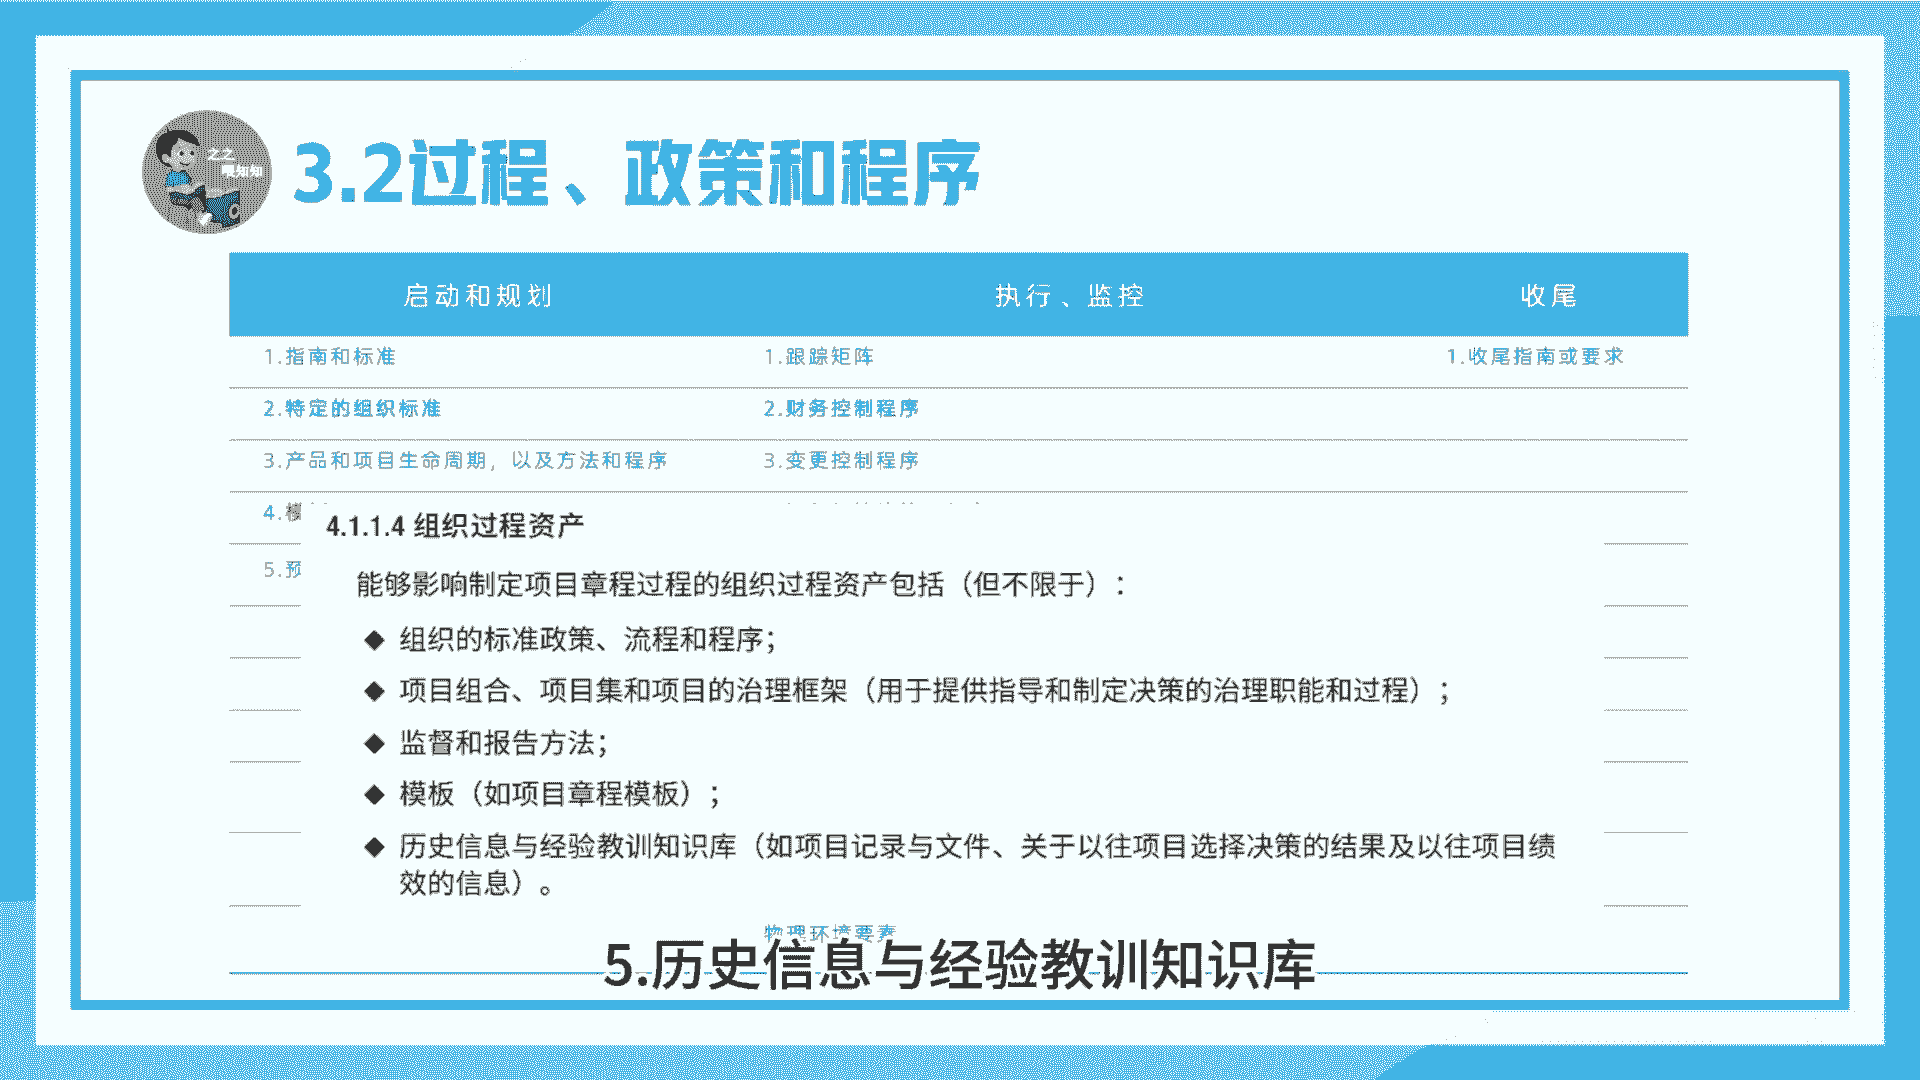 之之
喂知知
3.2过程、政策和程序
启动和规划 执行、监控 收尾
1.指南和标准 1.跟踪矩阵 1.收尾指南或要求
2.特定的组织标准 2.财务控制程序
3.产品和项目生命周期，以及方法和程序 3.变更控制程序
4.模
4.1.1.4 组织过程资产
5.预
能够影响制定项目章程过程的组织过程资产包括（但不限于）：
◆ 组织的标准政策、流程和程序；
◆ 项目组合、项目集和项目的治理框架（用于提供指导和制定决策的治理职能和过程）；
◆ 监督和报告方法；
◆ 模板（如项目章程模板）；
◆ 历史信息与经验教训知识库（如项目记录与文件、关于以往项目选择决策的结果及以往项目绩
效的信息）。
物理环境要素
5.历史信息与经验教训知识库